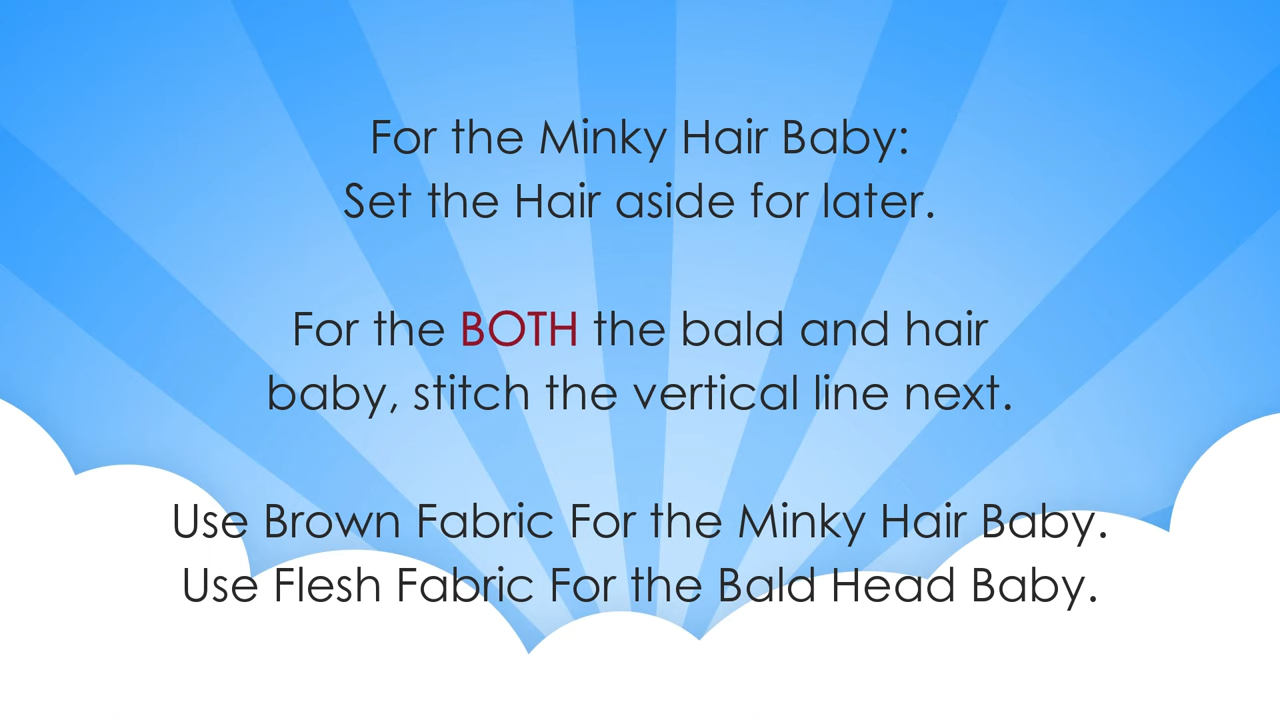 For the Minky Hair Baby:
Set the Hair aside for later.
For the BOTH the bald and hair
baby, stitch the vertical line next.
Use Brown Fabric For the Minky Hair Baby.
Use Flesh Fabric For the Bald Head Baby.